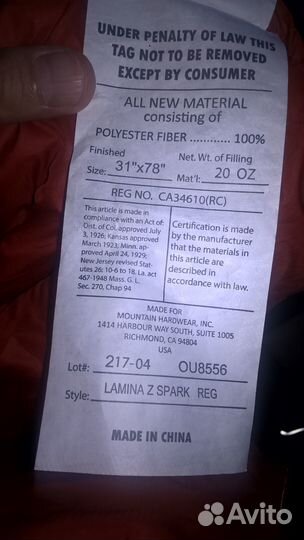 UNDER PENALTY OF LAW THIS
TAG NOT TO BE REMOVED
EXCEPT BY CONSUMER
ALL NEW MATERIAL
consisting of
POLYESTER FIBER ............ 100%
Finished
Size: 31"x78"
Net. Wt. of Filling
Mat'l: 20 OZ
REG NO. CA34610(RC)
This article is made in
compliance with an Act of:
Dist. of Col, approved July
3, 1926; Kansas approved
March 1923; Minn. ap-
proved April 24, 1929;
New Jersey revised Stat-
utes 26: 10-6 to 18. La. act
467-1948 Mass. G. L.
Sec. 270, Chap 94
Certification is made
by the manufacturer
that the materials in
this article are
described in
accordance with law.
MADE FOR
MOUNTAIN HARDWEAR, INC.
1414 HARBOUR WAY SOUTH, SUITE 1005
RICHMOND, CA 94804
USA
Lot#: 217-04 OU8556
Style: LAMINA Z SPARK REG
MADE IN CHINA
Avito